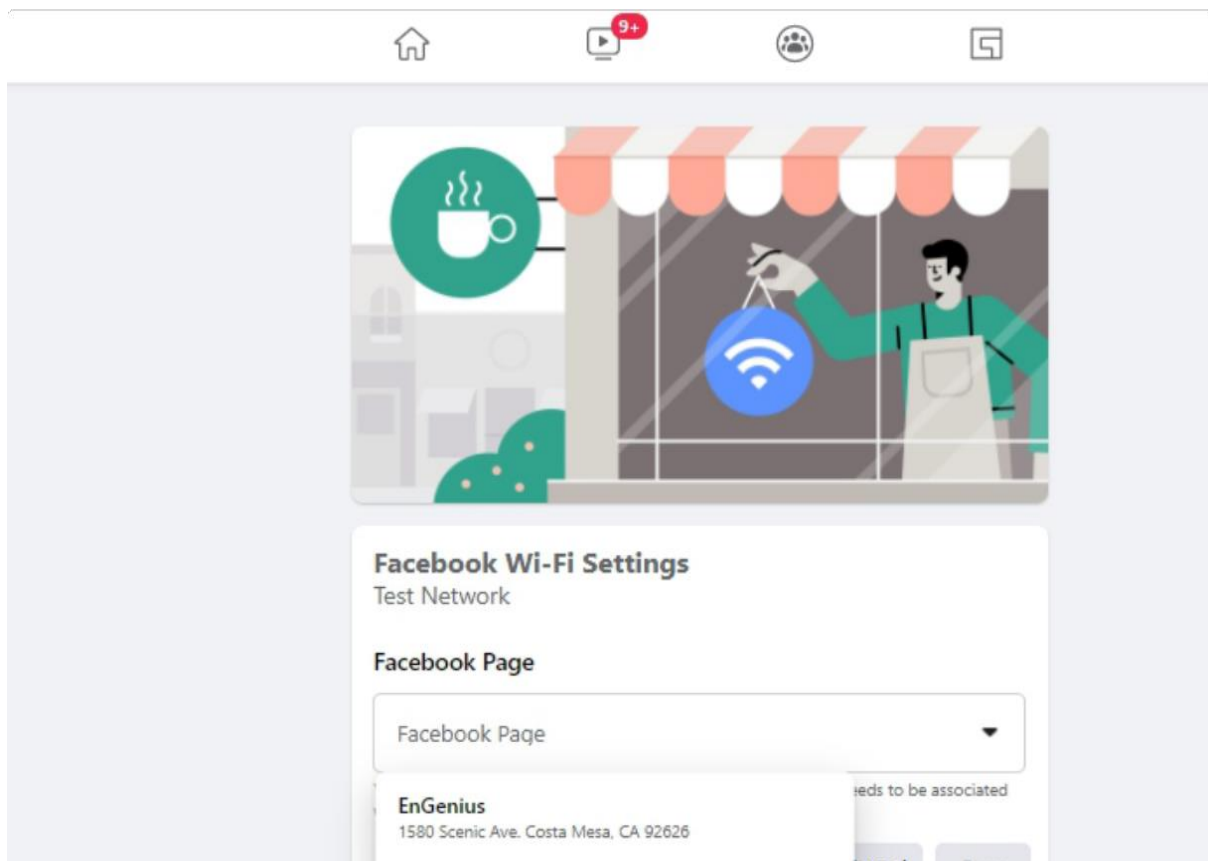 9+
Facebook Wi-Fi Settings
Test Network
Facebook Page
Facebook Page
to be associated
EnGenius
1580 Scenic Ave. Costa Mesa, CA 92626